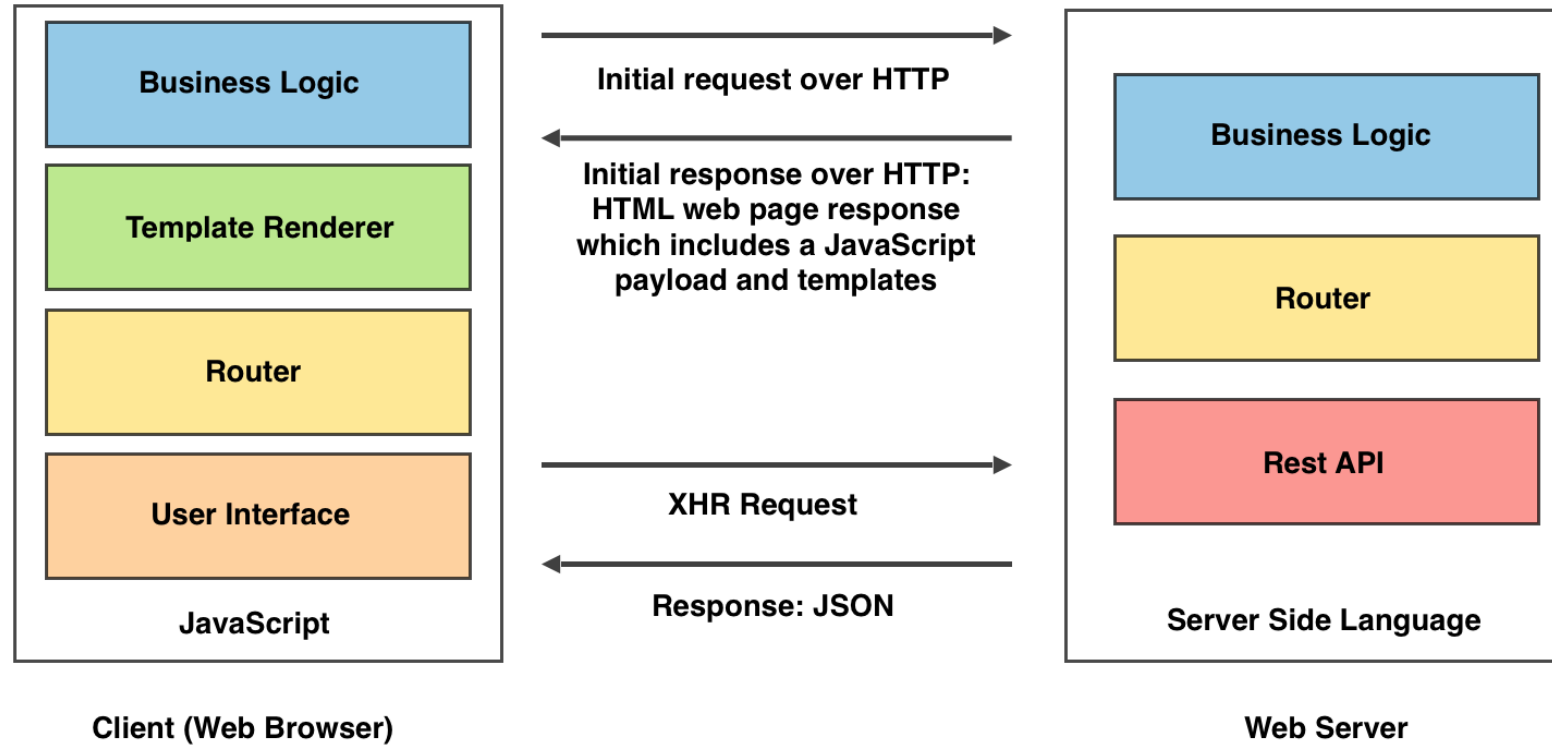 Business Logic
Template Renderer
Router
User Interface
JavaScript
Client (Web Browser)
Initial request over HTTP
Initial response over HTTP:
HTML web page response
which includes a JavaScript
payload and templates
XHR Request
Response: JSON
Business Logic
Router
Rest API
Server Side Language
Web Server